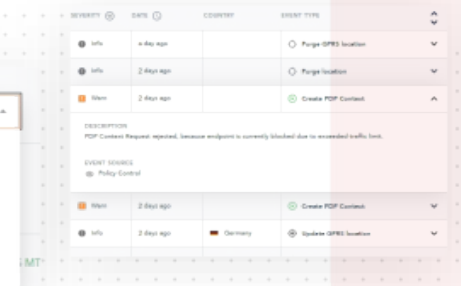 SEVERITY DATE COUNTRY EVENT TYPE
Info a day ago Purge GPRS location
Info 2 days ago Purge location
Warn 2 days ago Create PDP Context
DESCRIPTION
PDP Context Request rejected, because endpoint is currently blocked due to exceeded traffic limit.
EVENT SOURCE
Policy Control
Warn 2 days ago Create PDP Context
Info 2 days ago Germany Update GPRS location
S MT